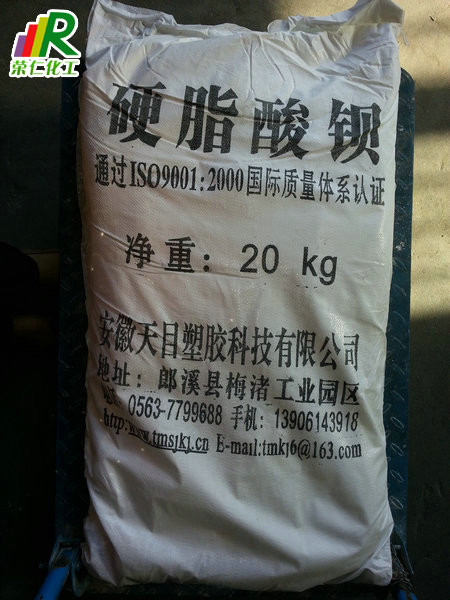 R
荣仁化工
硬脂酸钡
通过ISO9001:2000国际质量体系认证
净重: 20 kg
安徽天目塑胶科技有限公司
地址: 郎溪县梅渚工业园区
0563-7799688 手机: 13906143918
http:www.tmsjkj.cn E-mail:tmkj6@163.com